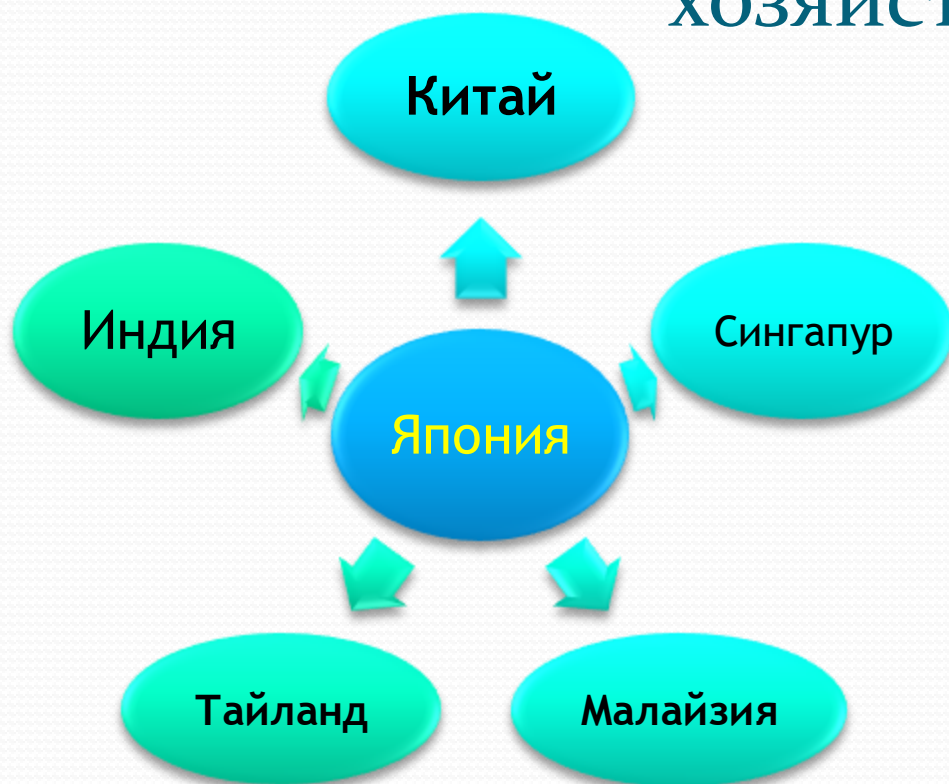 Китай
Индия
Сингапур
Япония
Тайланд
Малайзия